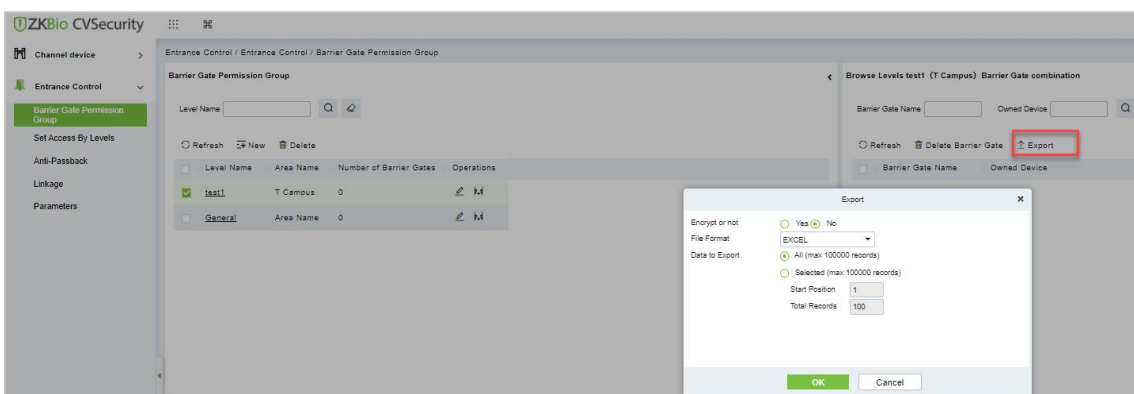 ZKBio CVSecurity
Channel device
Entrance Control
Barrier Gate Permission
Group
Set Access By Levels
Anti-Passback
Linkage
Parameters
Entrance Control / Entrance Control / Barrier Gate Permission Group
Barrier Gate Permission Group
Level Name
Refresh New Delete
Level Name Area Name Number of Barrier Gates Operations
test1 T Campus 0
General Area Name 0
Browse Levels test1 (T Campus) Barrier Gate combination
Barrier Gate Name Owned Device
Refresh Delete Barrier Gate Export
Barrier Gate Name Owned Device
Export
Encrypt or not Yes No
File Format EXCEL
Data to Export All (max 100000 records)
Selected (max 100000 records)
Start Position 1
Total Records 100
OK Cancel